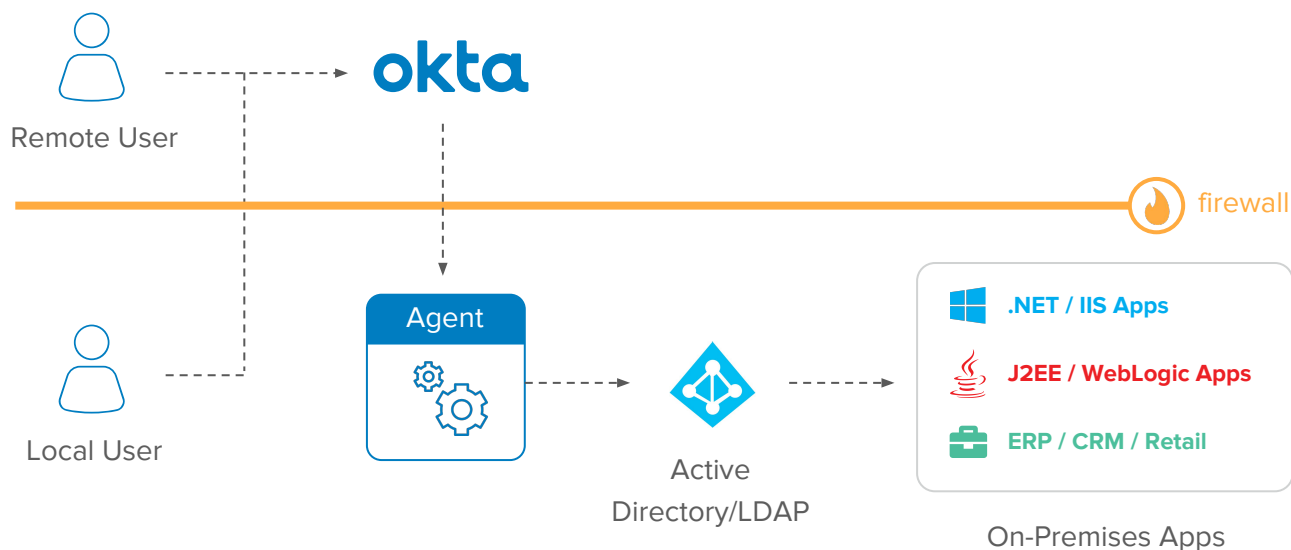 okta
Remote User
firewall
Agent
.NET / IIS Apps
J2EE / WebLogic Apps
ERP / CRM / Retail
Local User
Active
Directory/LDAP
On-Premises Apps